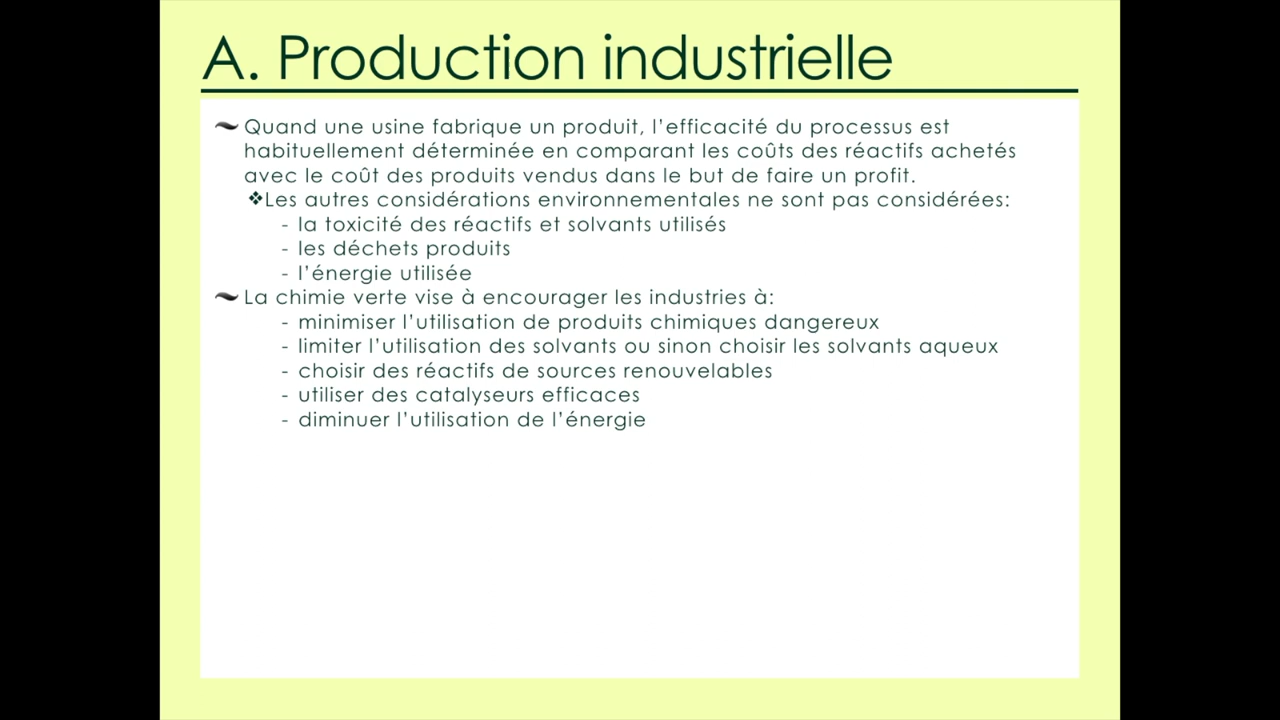 A. Production industrielle
Quand une usine fabrique un produit, l’efficacité du processus est
habituellement déterminée en comparant les coûts des réactifs achetés
avec le coût des produits vendus dans le but de faire un profit.
❖Les autres considérations environnementales ne sont pas considérées:
- la toxicité des réactifs et solvants utilisés
- les déchets produits
- l’énergie utilisée
La chimie verte vise à encourager les industries à:
- minimiser l’utilisation de produits chimiques dangereux
- limiter l’utilisation des solvants ou sinon choisir les solvants aqueux
- choisir des réactifs de sources renouvelables
- utiliser des catalyseurs efficaces
- diminuer l’utilisation de l’énergie